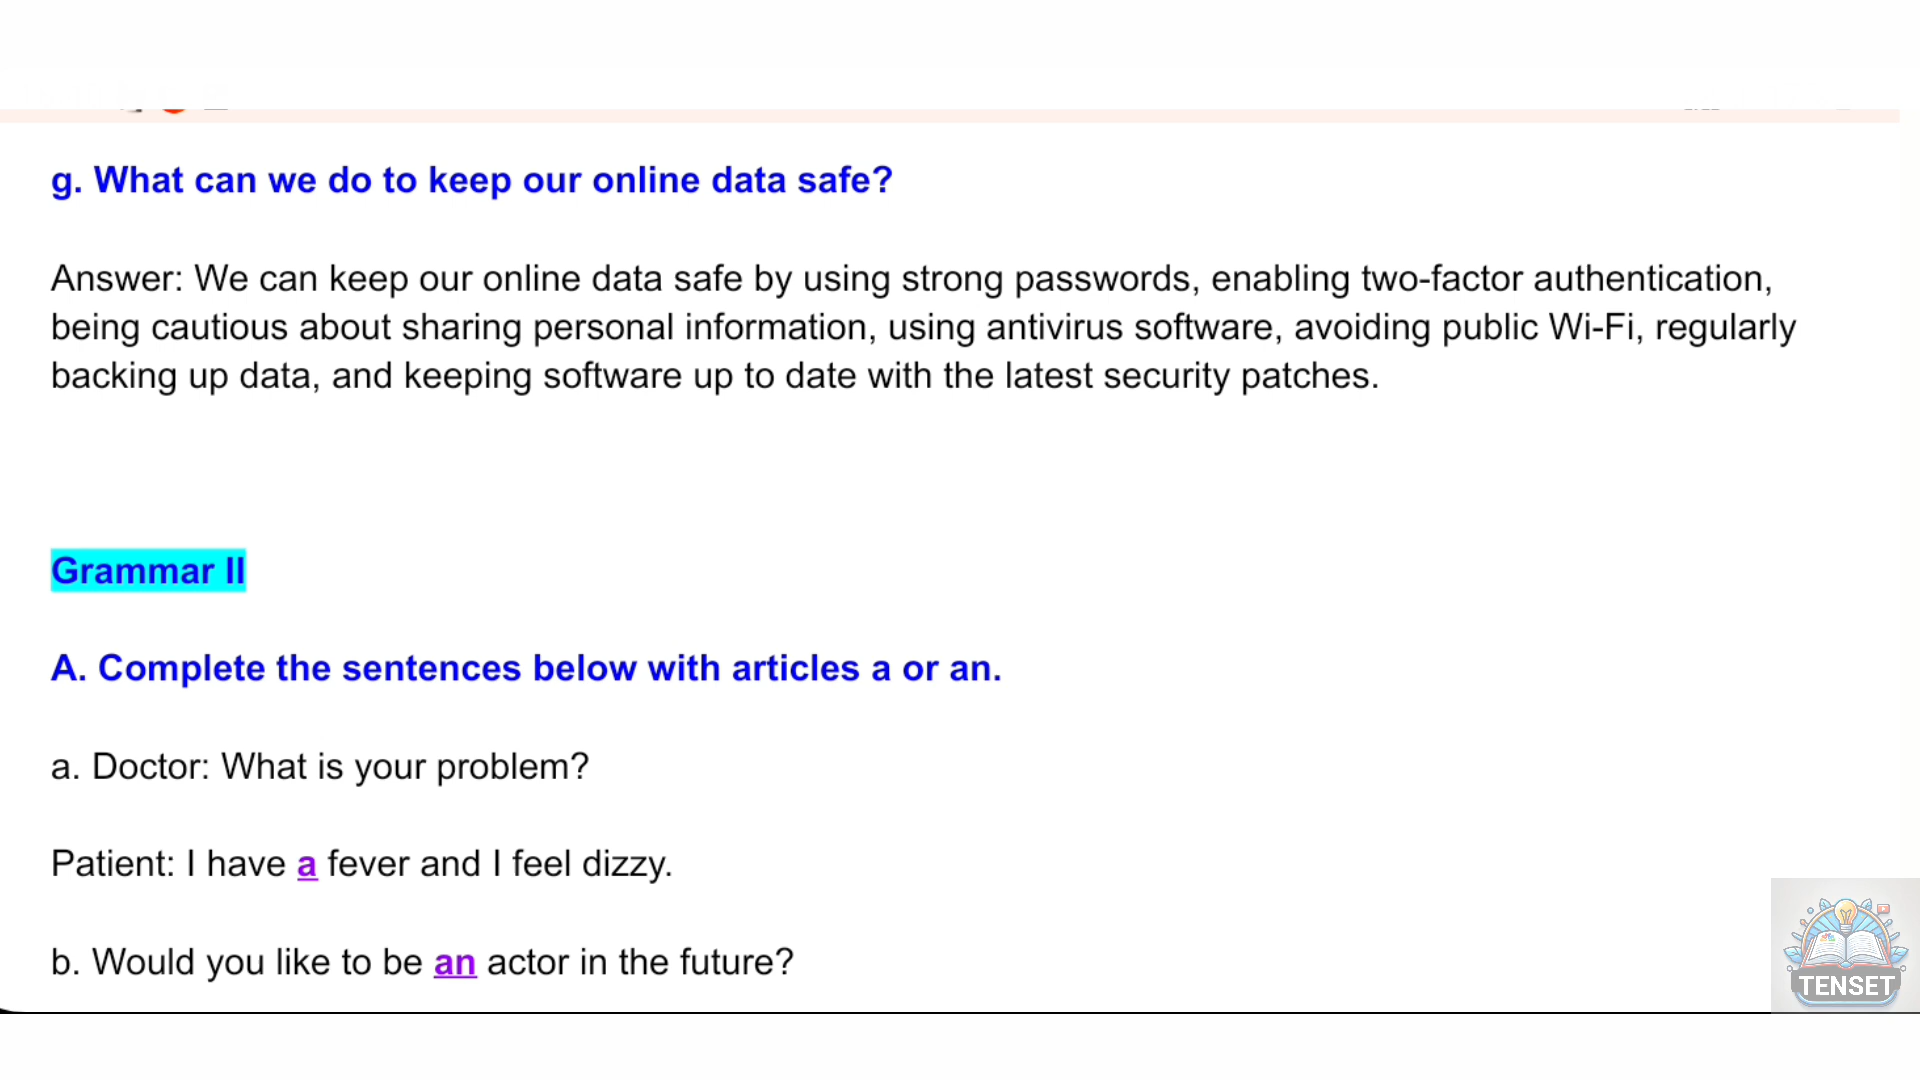 g. What can we do to keep our online data safe?
Answer: We can keep our online data safe by using strong passwords, enabling two-factor authentication,
being cautious about sharing personal information, using antivirus software, avoiding public Wi-Fi, regularly
backing up data, and keeping software up to date with the latest security patches.
Grammar II
A. Complete the sentences below with articles a or an.
a. Doctor: What is your problem?
Patient: I have a fever and I feel dizzy.
b. Would you like to be an actor in the future?
TENSET